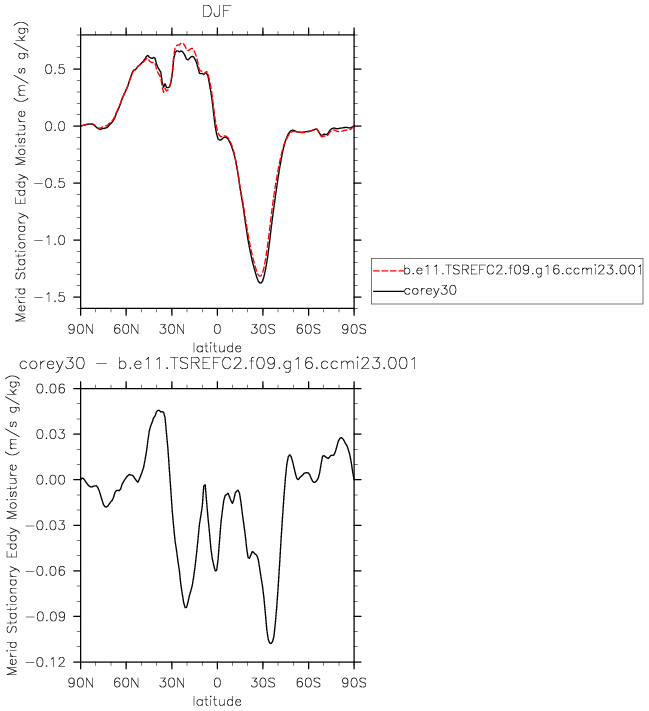 DJF
Merid Stationary Eddy Moisture (m/s g/kg)
0.5
0.0
−0.5
−1.0
−1.5
90N 60N 30N 0 30S 60S 90S
latitude
b.e11.TSREFC2.f09.g16.ccmi23.001
corey30
corey30 − b.e11.TSREFC2.f09.g16.ccmi23.001
Merid Stationary Eddy Moisture (m/s g/kg)
0.06
0.03
0.00
−0.03
−0.06
−0.09
−0.12
90N 60N 30N 0 30S 60S 90S
latitude